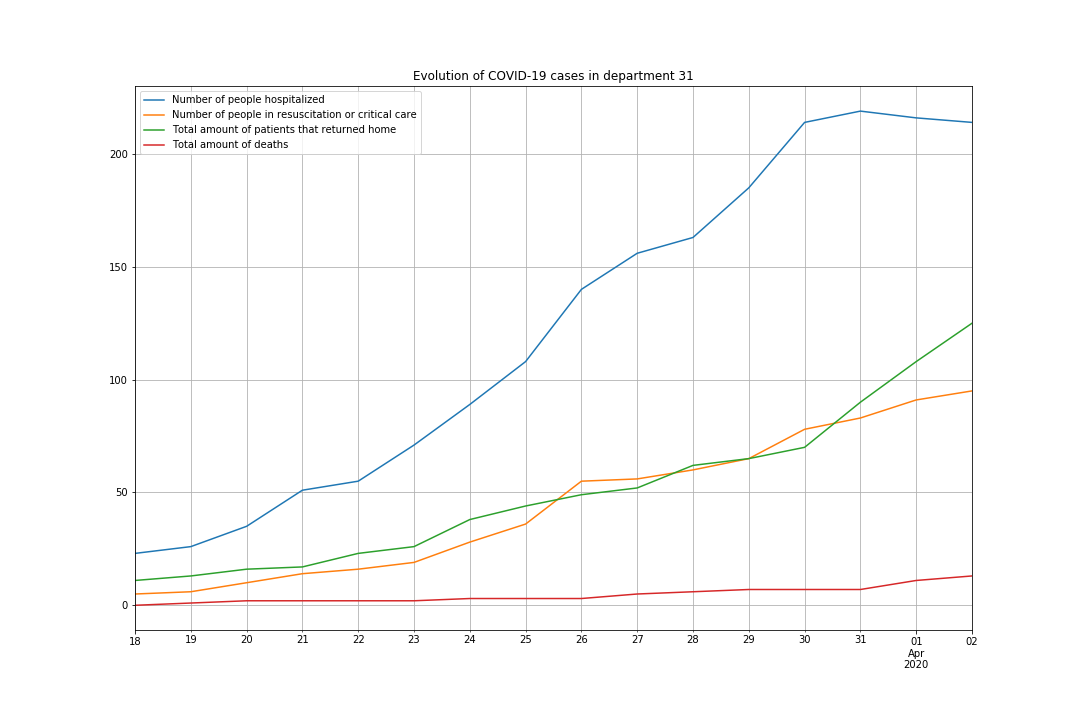 Evolution of COVID-19 cases in department 31
Number of people hospitalized
Number of people in resuscitation or critical care
Total amount of patients that returned home
Total amount of deaths
200
150
100
50
0
18 19 20 21 22 23 24 25 26 27 28 29 30 31 01 02
Apr
2020